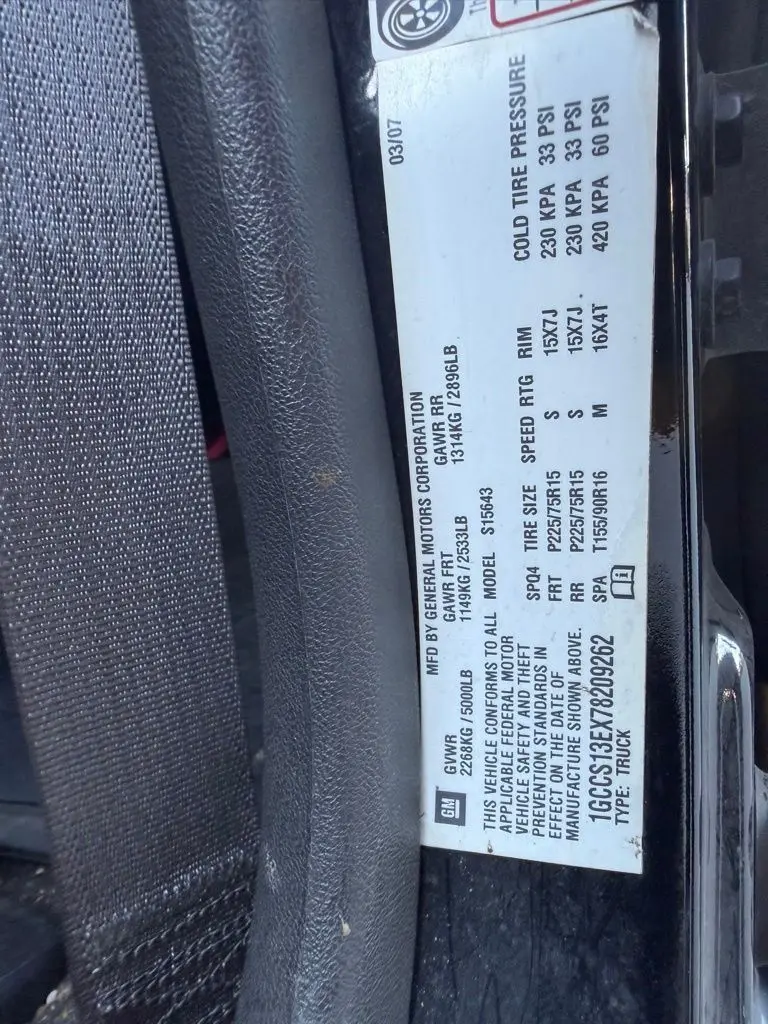 Th
03/07
MFD BY GENERAL MOTORS CORPORATION
GM GVWR GAWR FRT GAWR RR
2268KG / 5000LB 1149KG / 2533LB 1314KG / 2896LB
THIS VEHICLE CONFORMS TO ALL
APPLICABLE FEDERAL MOTOR
VEHICLE SAFETY AND THEFT
PREVENTION STANDARDS IN
EFFECT ON THE DATE OF
MANUFACTURE SHOWN ABOVE.
1GCCS13EX78209262
TYPE: TRUCK
MODEL S15643
SPQ4 TIRE SIZE SPEED RTG RIM COLD TIRE PRESSURE
FRT P225/75R15 S 15X7J 230 KPA 33 PSI
RR P225/75R15 S 15X7J . 230 KPA 33 PSI
SPA T155/90R16 M 16X4T 420 KPA 60 PSI